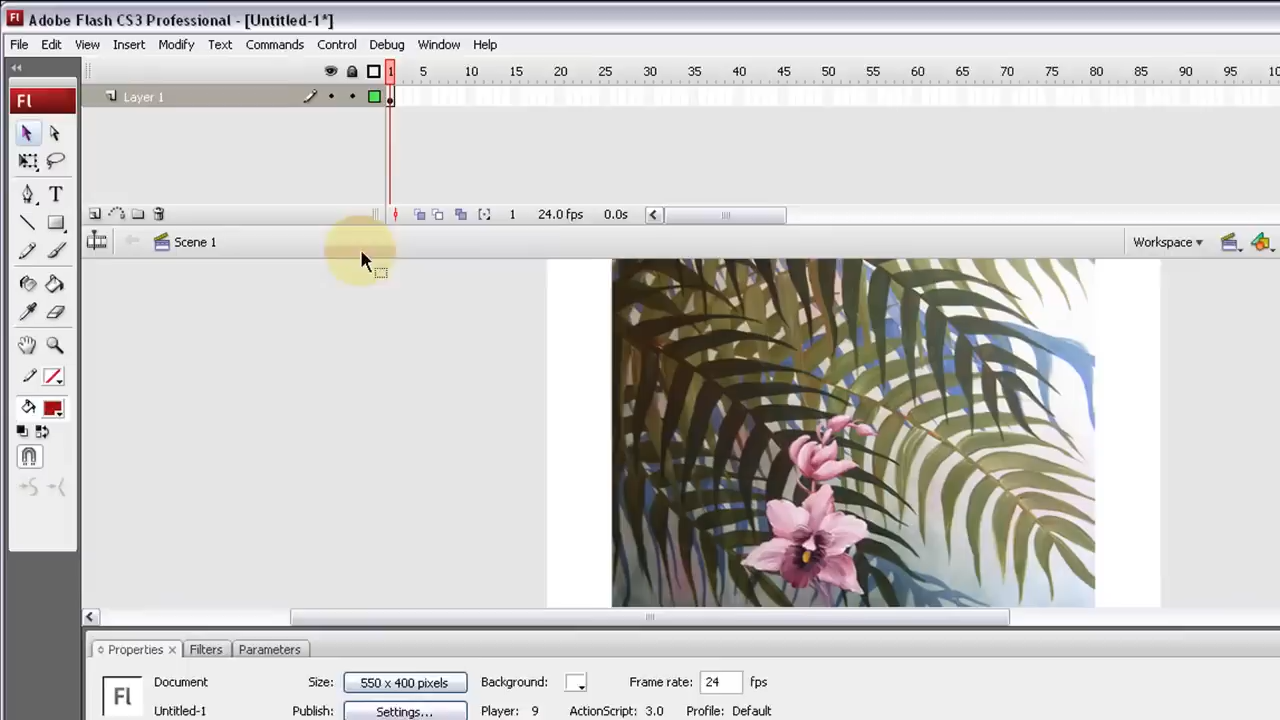 Fl Adobe Flash CS3 Professional - [Untitled-1*]
File Edit View Insert Modify Text Commands Control Debug Window Help
1 5 10 15 20 25 30 35 40 45 50 55 60 65 70 75 80 85 90 95 10
Fl
Layer 1
T
1 24.0 fps 0.0s
Scene 1
Workspace
Properties Filters Parameters
Fl
Document Size: 550 x 400 pixels Background: Frame rate: 24 fps
Untitled-1 Publish: Settings... Player: 9 ActionScript: 3.0 Profile: Default